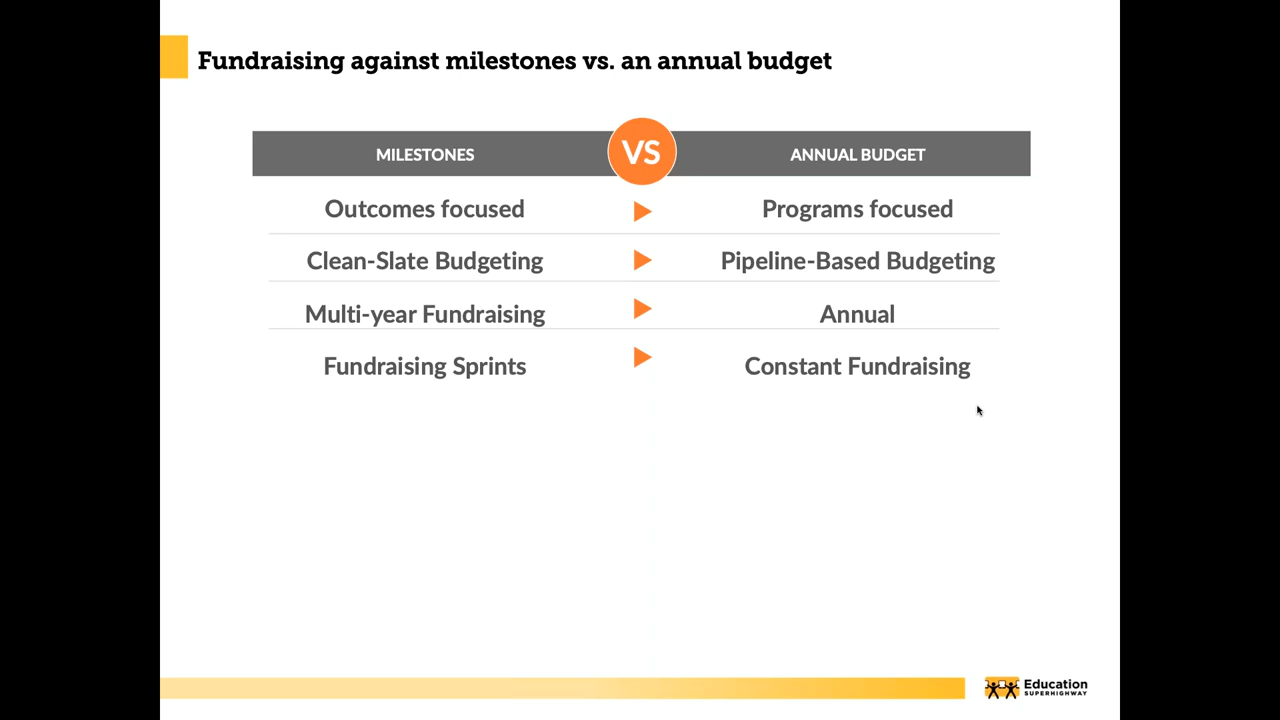 Fundraising against milestones vs. an annual budget
MILESTONES VS ANNUAL BUDGET
Outcomes focused Programs focused
Clean-Slate Budgeting Pipeline-Based Budgeting
Multi-year Fundraising Annual
Fundraising Sprints Constant Fundraising
Education
SUPERHIGHWAY